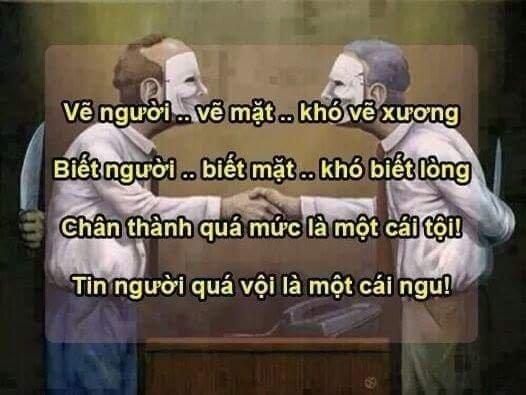 Vẽ người .. vẽ mặt .. khó vẽ xương
Biết người .. biết mặt .. khó biết lòng
Chân thành quá mức là một cái tội!
Tin người quá vội là một cái ngu!